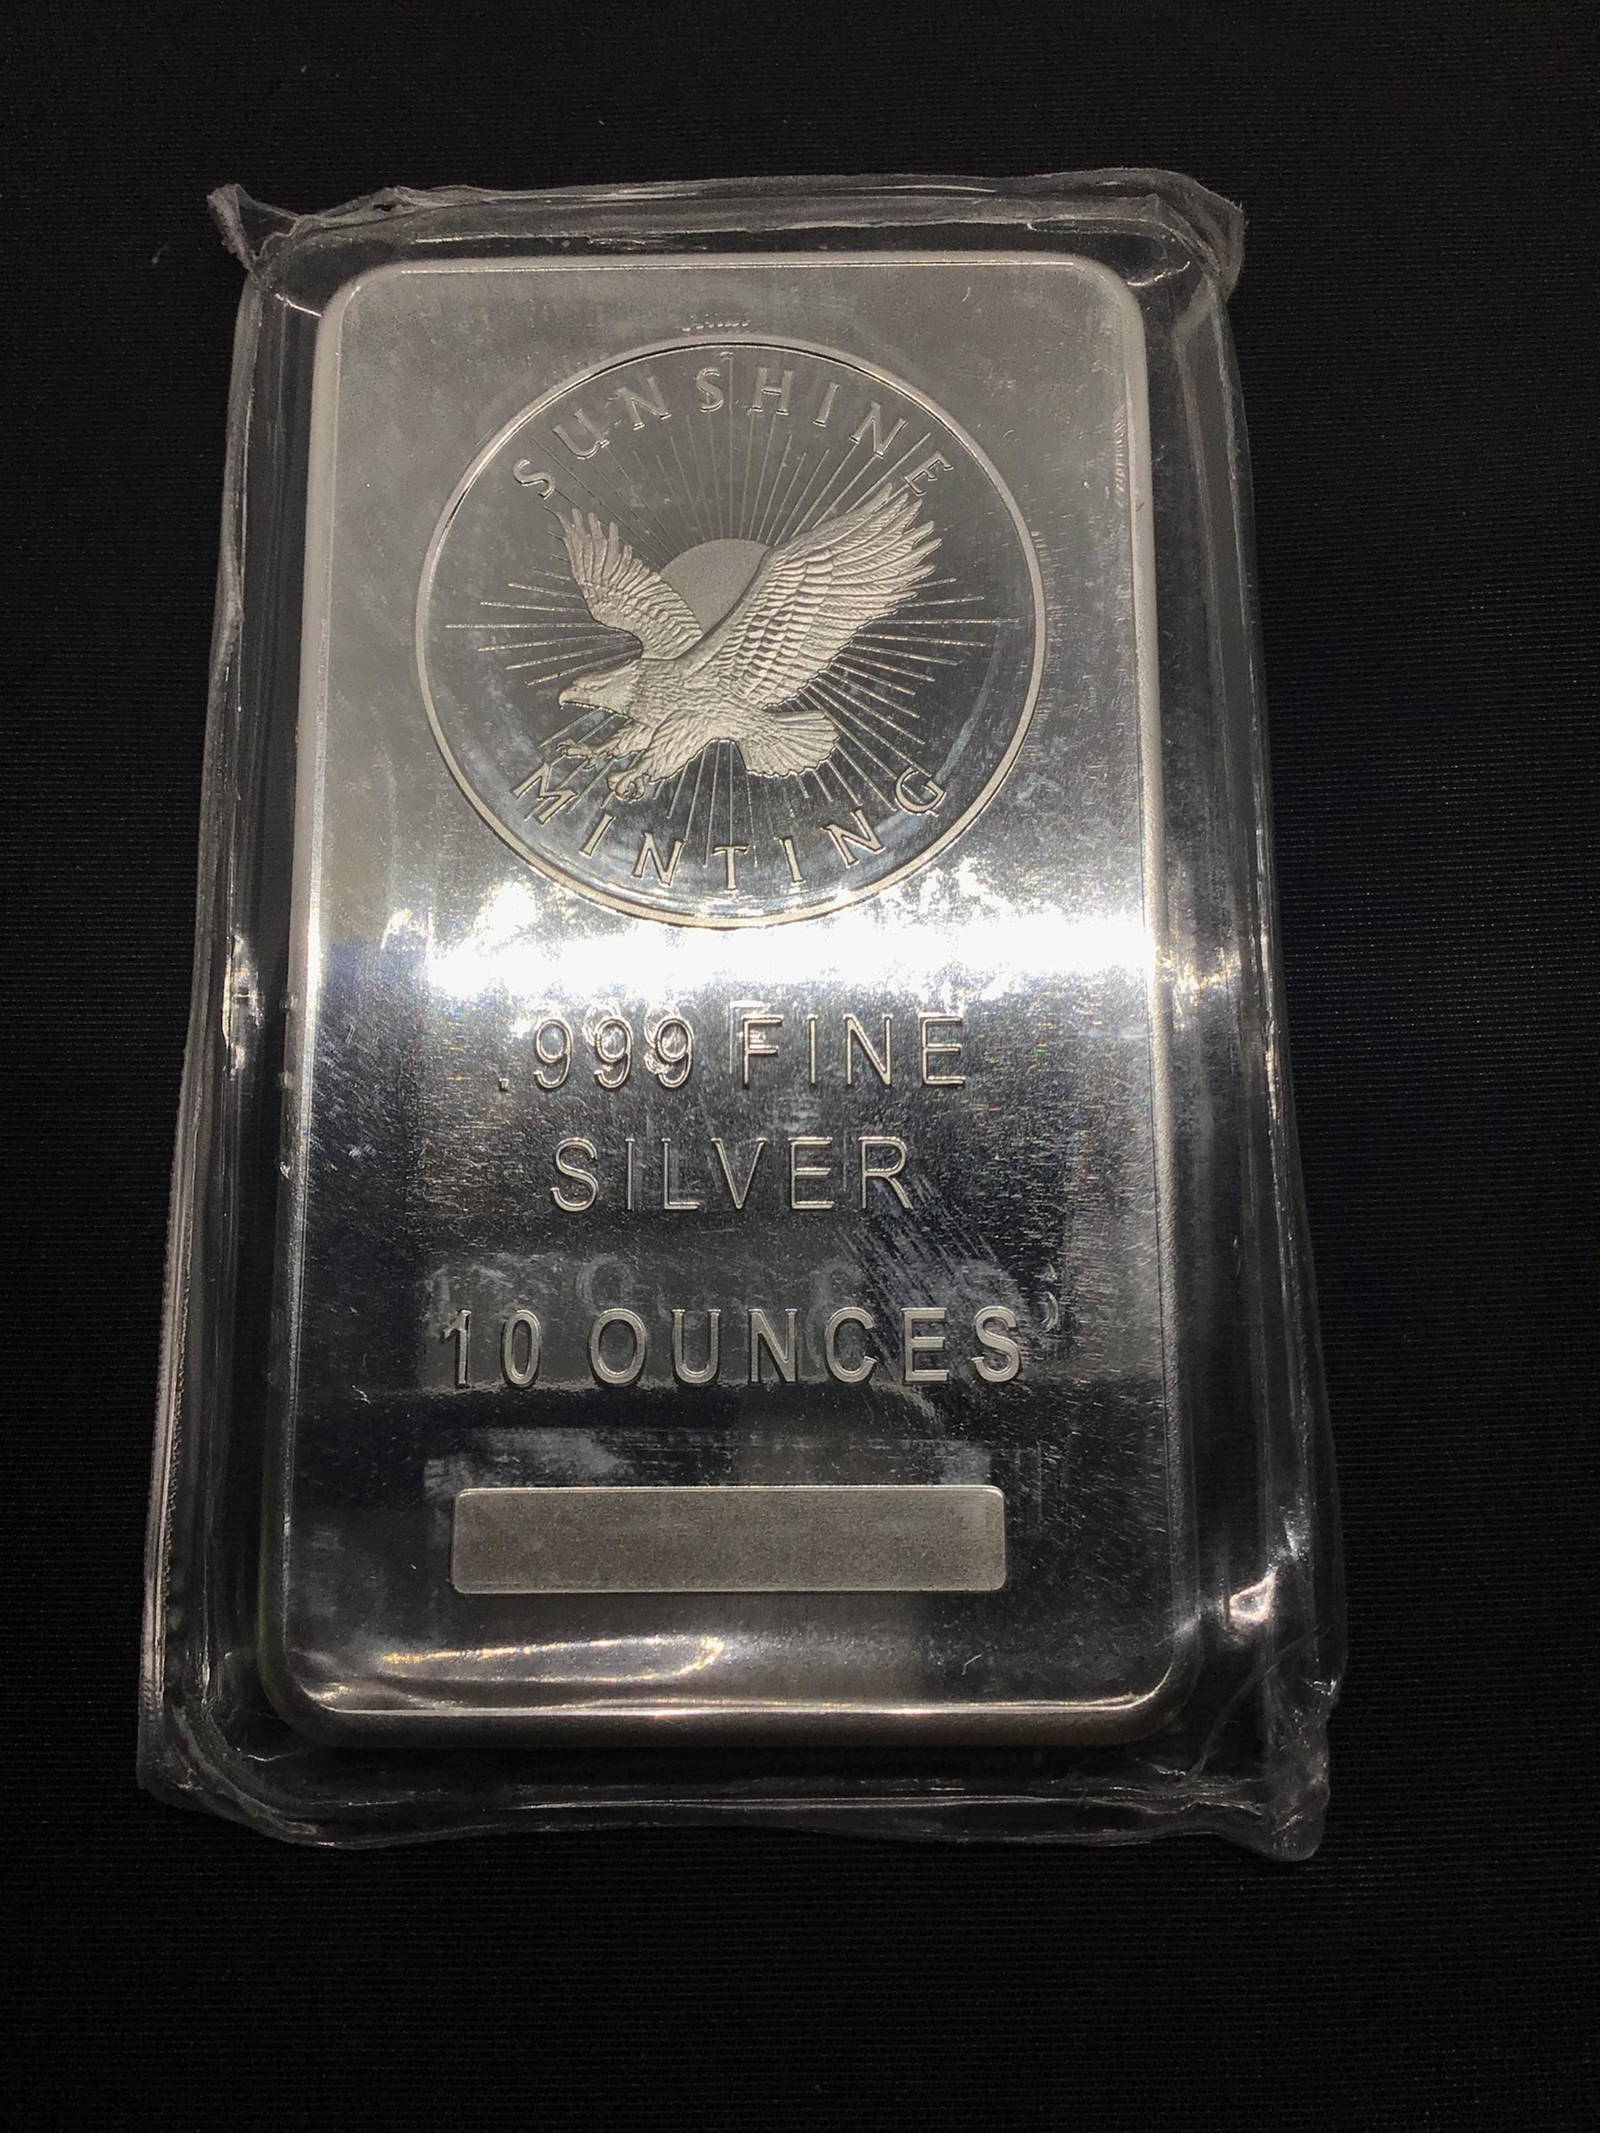 SUNSHINE
MINTING
.999 FINE
SILVER
10 OUNCES